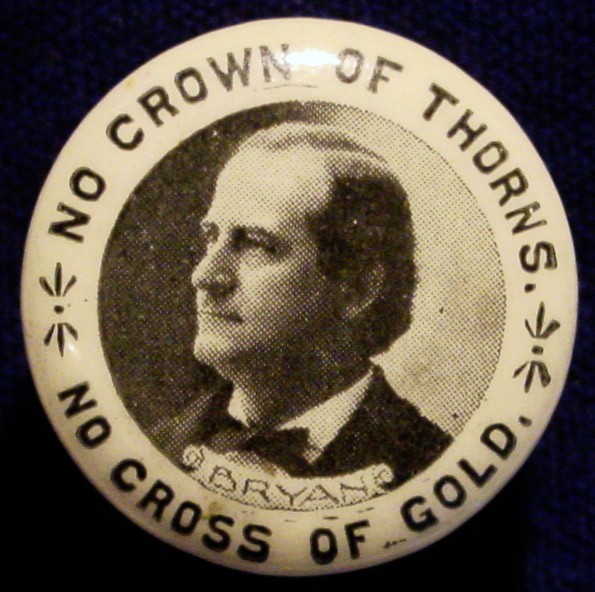 NO CROWN OF THORNS.
NO CROSS OF GOLD.
BRYAN